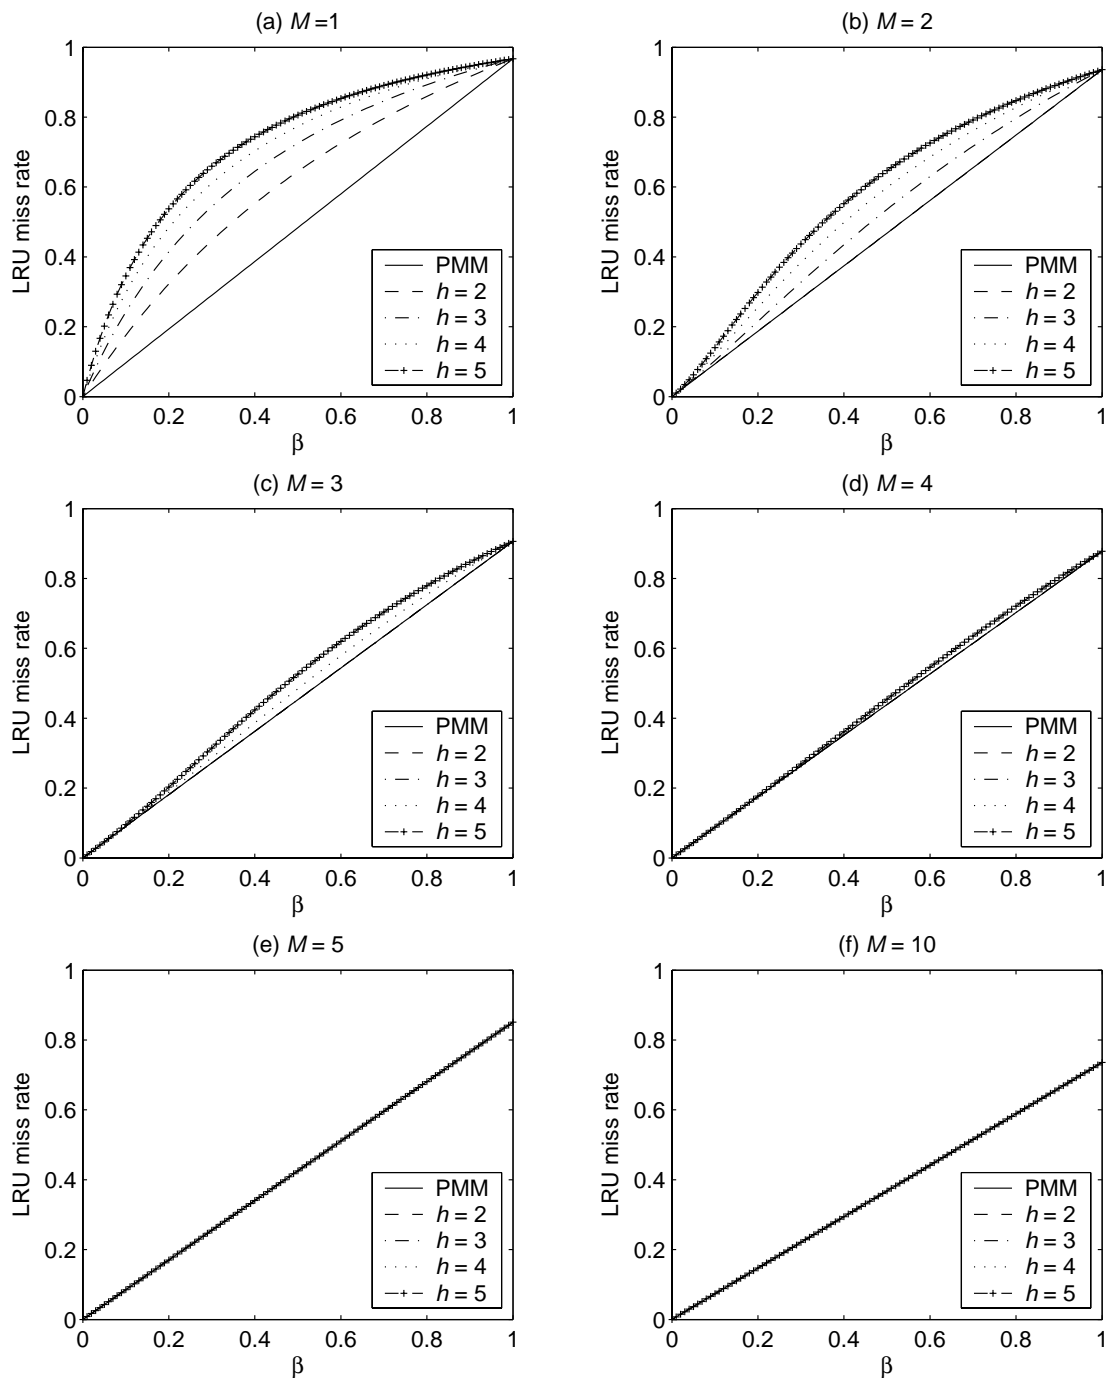 (a) M =1
1
0.8
0.6
0.4
0.2
0
LRU miss rate
PMM
h = 2
h = 3
h = 4
h = 5
0 0.2 0.4 0.6 0.8 1
β
(b) M = 2
1
0.8
0.6
0.4
0.2
0
LRU miss rate
PMM
h = 2
h = 3
h = 4
h = 5
0 0.2 0.4 0.6 0.8 1
β
(c) M = 3
1
0.8
0.6
0.4
0.2
0
LRU miss rate
PMM
h = 2
h = 3
h = 4
h = 5
0 0.2 0.4 0.6 0.8 1
β
(d) M = 4
1
0.8
0.6
0.4
0.2
0
LRU miss rate
PMM
h = 2
h = 3
h = 4
h = 5
0 0.2 0.4 0.6 0.8 1
β
(e) M = 5
1
0.8
0.6
0.4
0.2
0
LRU miss rate
PMM
h = 2
h = 3
h = 4
h = 5
0 0.2 0.4 0.6 0.8 1
β
(f) M = 10
1
0.8
0.6
0.4
0.2
0
LRU miss rate
PMM
h = 2
h = 3
h = 4
h = 5
0 0.2 0.4 0.6 0.8 1
β